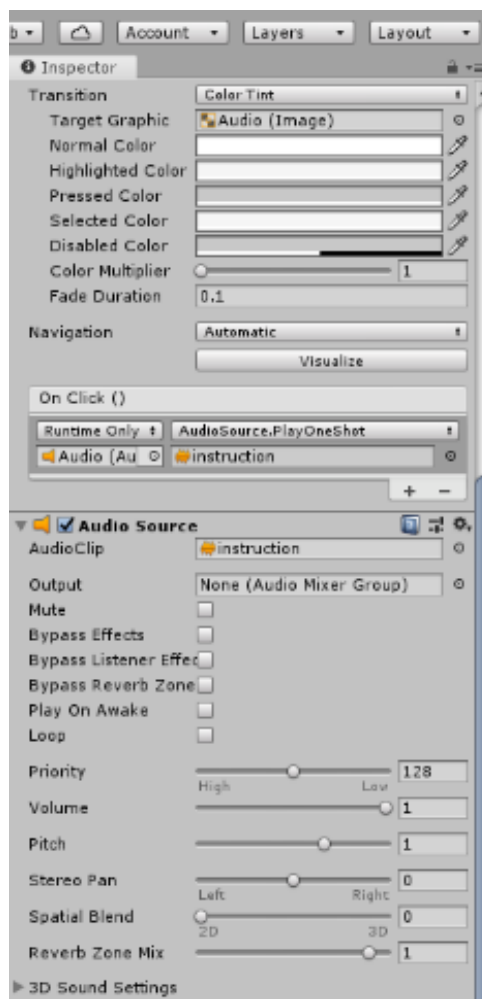 b
Account
Layers
Layout
Inspector
Transition Color Tint
Target Graphic Audio (Image)
Normal Color
Highlighted Color
Pressed Color
Selected Color
Disabled Color
Color Multiplier 1
Fade Duration 0.1
Navigation Automatic
Visualize
On Click ()
Runtime Only AudioSource.PlayOneShot
Audio (Au instruction
+ −
Audio Source
AudioClip instruction
Output None (Audio Mixer Group)
Mute
Bypass Effects
Bypass Listener Effec
Bypass Reverb Zone
Play On Awake
Loop
Priority 128
High Low
Volume 1
Pitch 1
Stereo Pan 0
Left Right
Spatial Blend 0
2D 3D
Reverb Zone Mix 1
3D Sound Settings